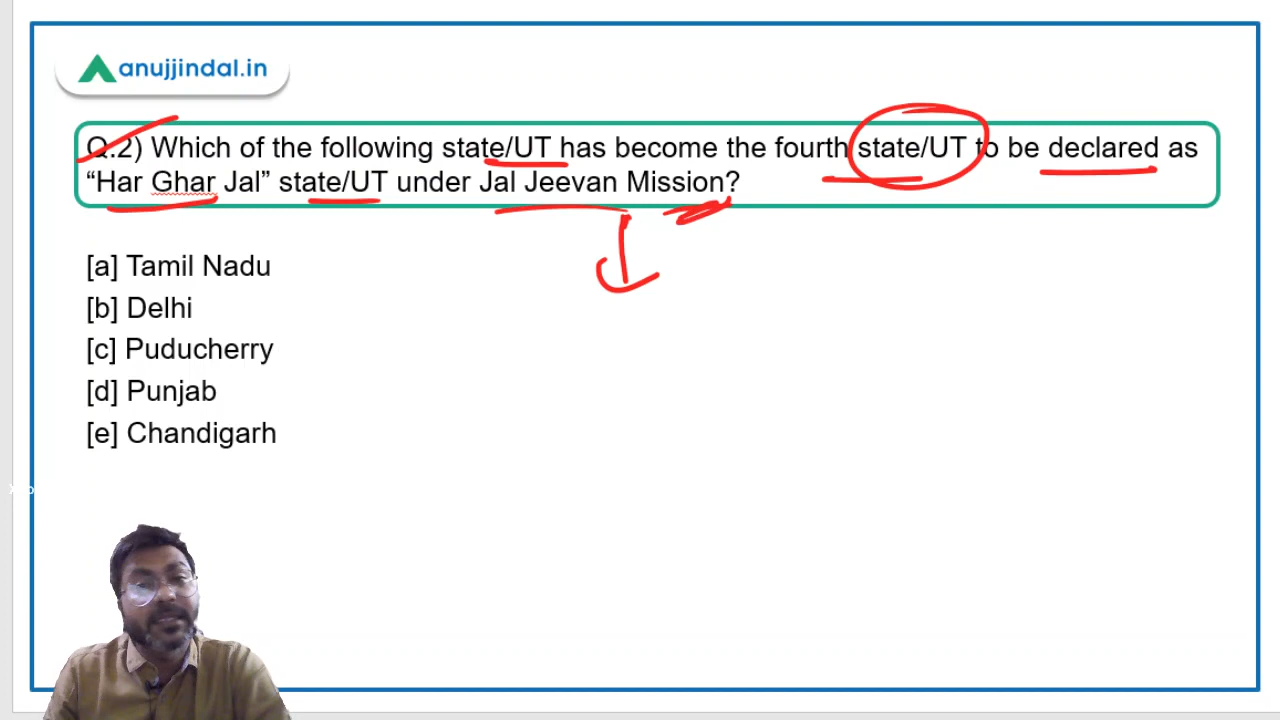 anujjindal.in
Q.2) Which of the following state/UT has become the fourth state/UT to be declared as
“Har Ghar Jal” state/UT under Jal Jeevan Mission?
[a] Tamil Nadu
[b] Delhi
[c] Puducherry
[d] Punjab
[e] Chandigarh